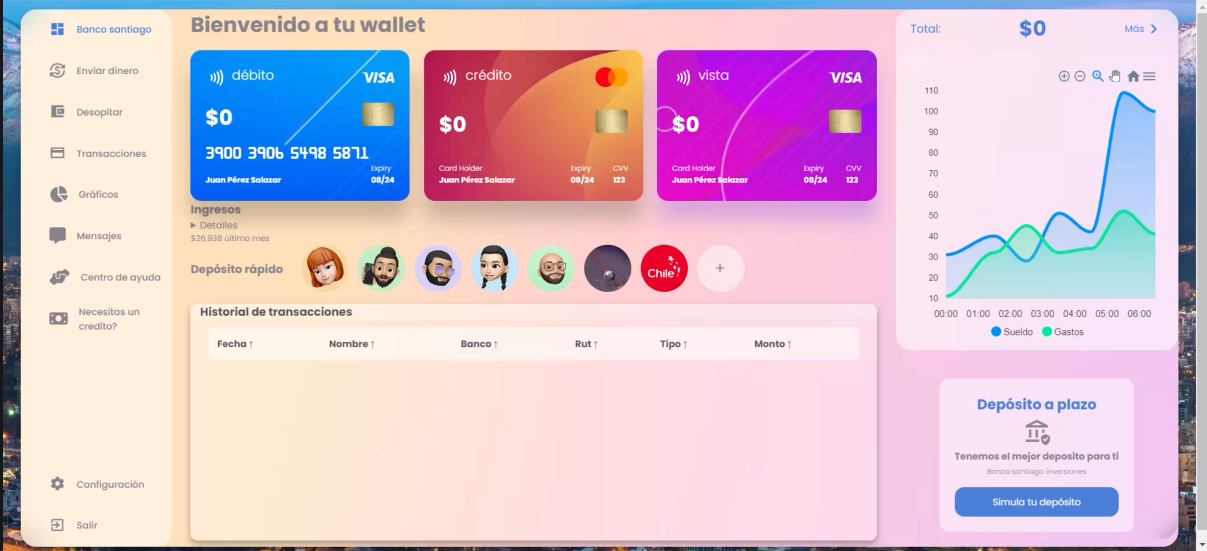 Banco santiago
Enviar dinero
Desopitar
Transacciones
Gráficos
Mensajes
Centro de ayuda
Necesitas un
credito?
Configuración
Salir
Bienvenido a tu wallet
débito VISA
$0
3900 3906 5498 5871
Expiry
Juan Pérez Salazar 08/24
crédito
$0
Card Holder Expiry CVV
Juan Pérez Salazar 08/24 123
vista VISA
$0
Card Holder Expiry CVV
Juan Pérez Salazar 08/24 123
Ingresos
▶ Detalles
$26,938 último mes
Depósito rápido
Chile
+
Historial de transacciones
Fecha ↑ Nombre ↑ Banco ↑ Rut ↑ Tipo ↑ Monto ↑
Total: $0 Más
110
100
90
80
70
60
50
40
30
20
10
00:00 01:00 02:00 03:00 04:00 05:00 06:00
Sueldo Gastos
Depósito a plazo
Tenemos el mejor deposito para ti
Banco santiago inversiones
Simula tu depósito